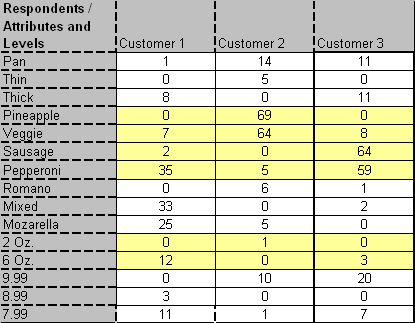 Respondents /
Attributes and
Levels Customer 1 Customer 2 Customer 3
Pan 1 14 11
Thin 0 5 0
Thick 8 0 11
Pineapple 0 69 0
Veggie 7 64 8
Sausage 2 0 64
Pepperoni 35 5 59
Romano 0 6 1
Mixed 33 0 2
Mozarella 25 5 0
2 Oz. 0 1 0
6 Oz. 12 0 3
9.99 0 10 20
8.99 3 0 0
7.99 11 1 7